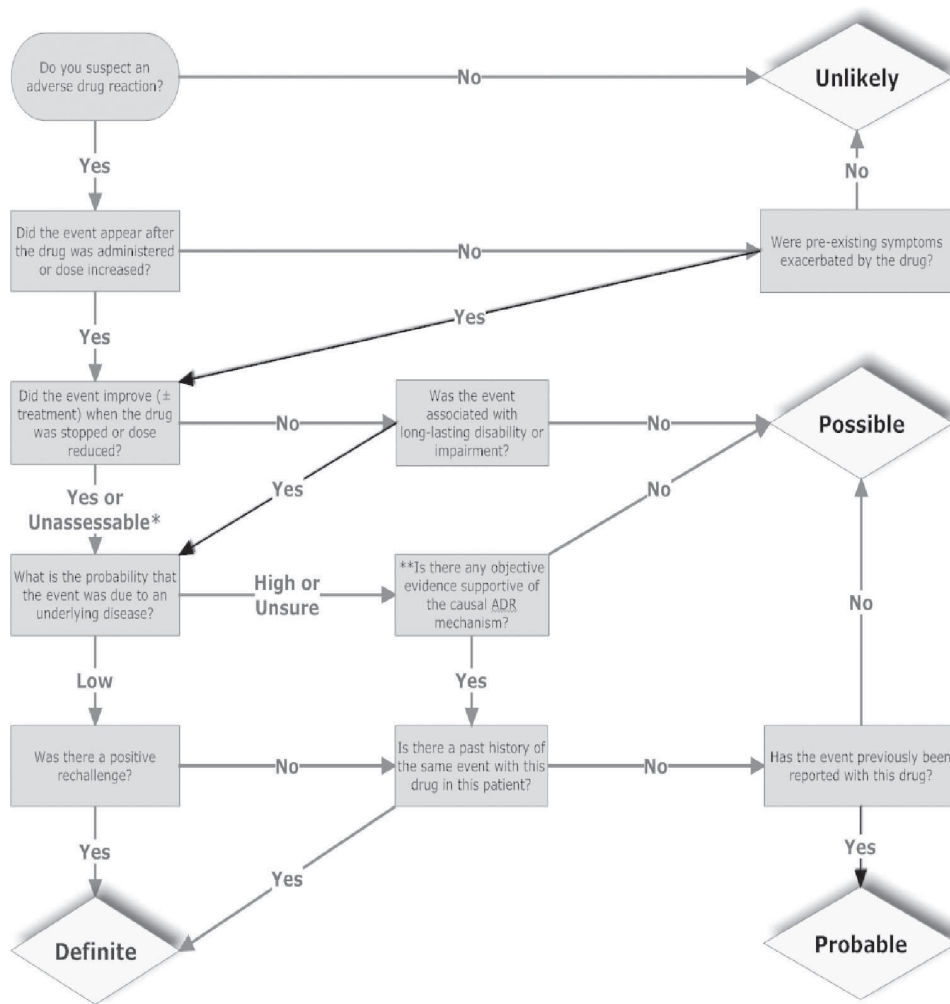 Do you suspect an
adverse drug reaction?
No
Unlikely
Yes
No
Did the event appear after
the drug was administered
or dose increased?
No
Were pre-existing symptoms
exacerbated by the drug?
Yes
Yes
Did the event improve (±
treatment) when the drug
was stopped or dose
reduced?
No
Was the event
associated with
long-lasting disability or
impairment?
No
Possible
Yes or
Unassessable*
Yes
No
What is the probability that
the event was due to an
underlying disease?
High or
Unsure
**Is there any objective
evidence supportive of
the causal ADR
mechanism?
No
Low
Yes
Was there a positive
rechallenge?
No
Is there a past history of
the same event with this
drug in this patient?
No
Has the event previously been
reported with this drug?
Yes
Yes
Yes
Definite
Probable